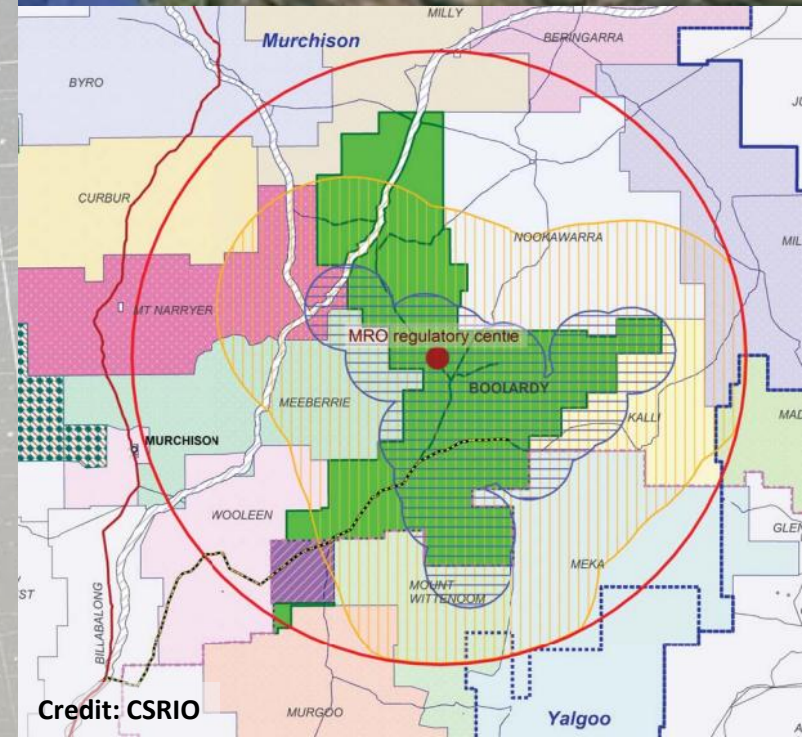 MILLY
Murchison
BERINGARRA
BYRO
CURBUR
NOOKAWARRA
MIL
MT NARRYER
MRO regulatory centre
BOOLARDY
MEEBERRIE
KALLI
MAD
MURCHISON
WOOLEEN
GLEN
MEKA
ST
MOUNT
WITTENOOM
BILLABALONG
Credit: CSRIO
MURGOO
Yalgoo